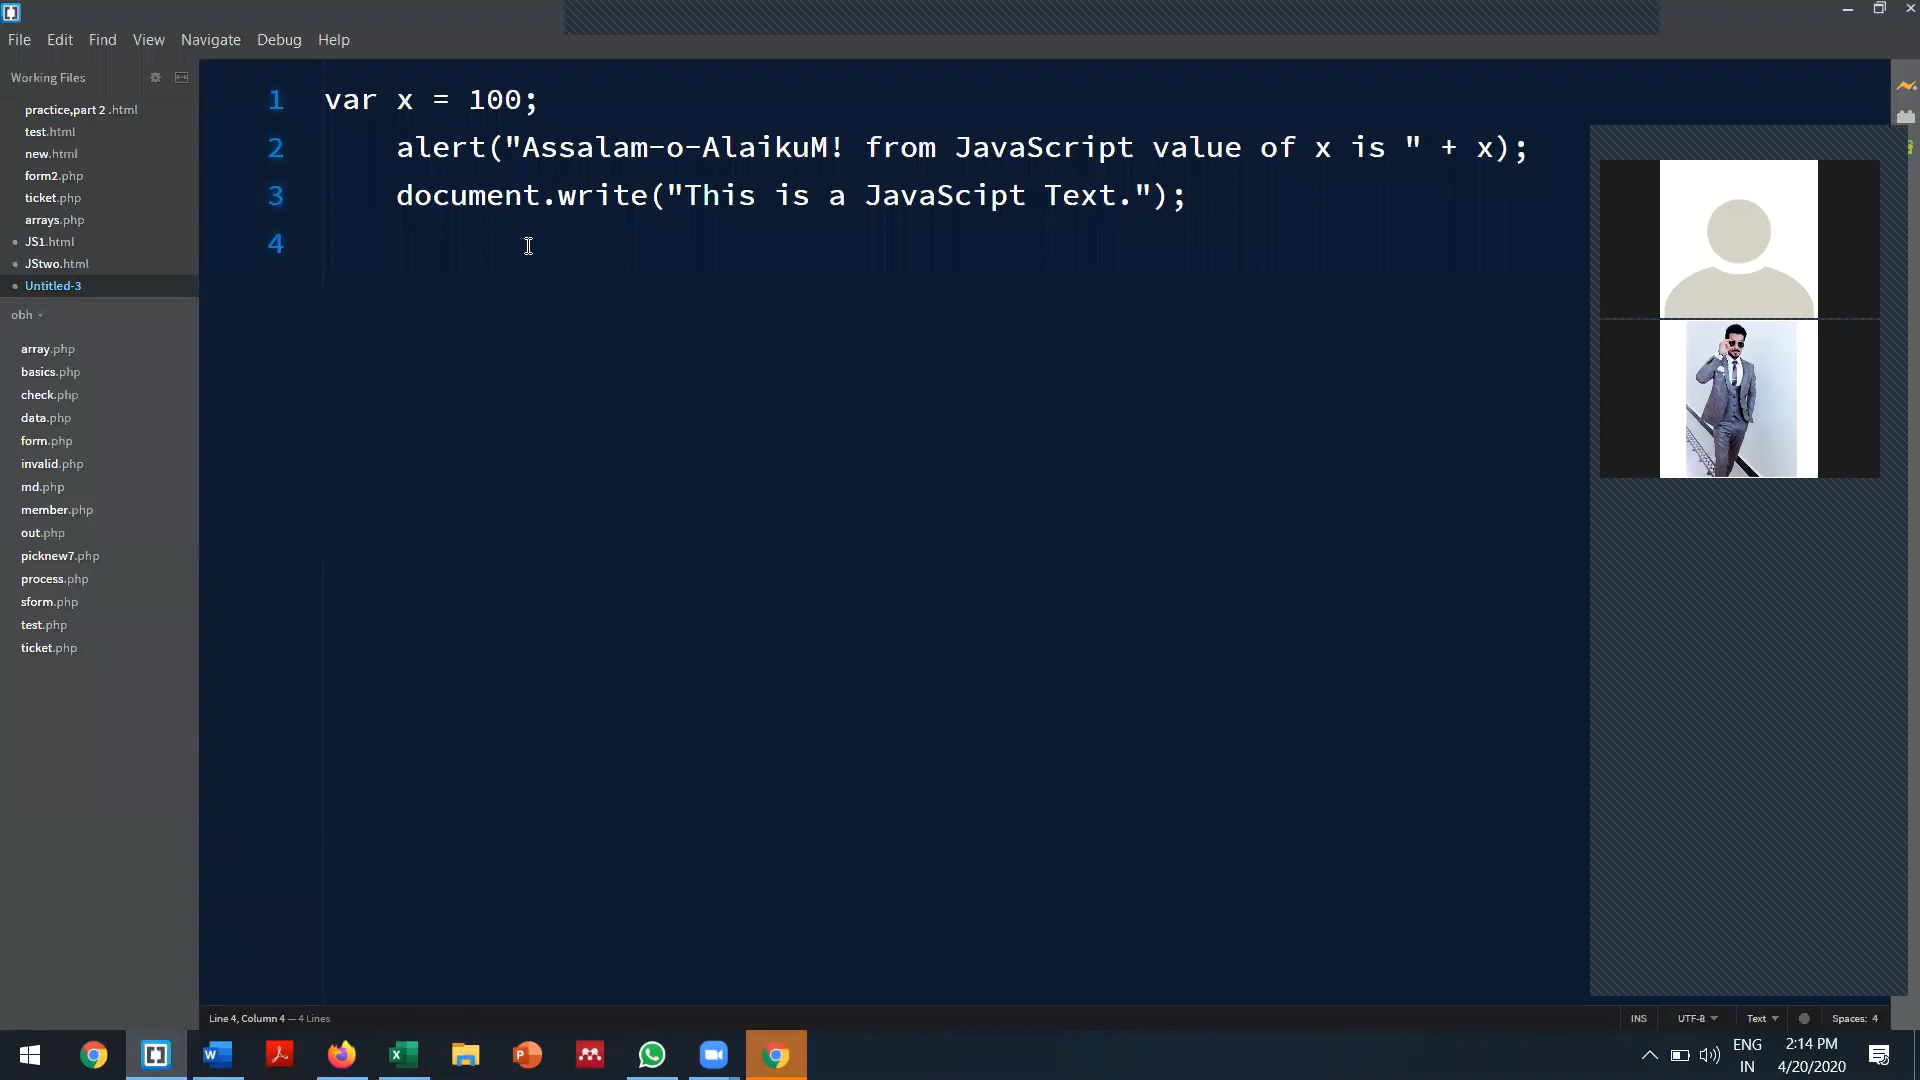 File Edit Find View Navigate Debug Help
Working Files
practice,part 2 .html
test.html
new.html
form2.php
ticket.php
arrays.php
JS1.html
JStwo.html
Untitled-3
obh
array.php
basics.php
check.php
data.php
form.php
invalid.php
md.php
member.php
out.php
picknew7.php
process.php
sform.php
test.php
ticket.php
1 var x = 100;
2 alert("Assalam-o-AlaikuM! from JavaScript value of x is " + x);
3 document.write("This is a JavaScipt Text.");
4
Line 4, Column 4 — 4 Lines
INS UTF-8 Text Spaces: 4
ENG 2:14 PM
IN 4/20/2020